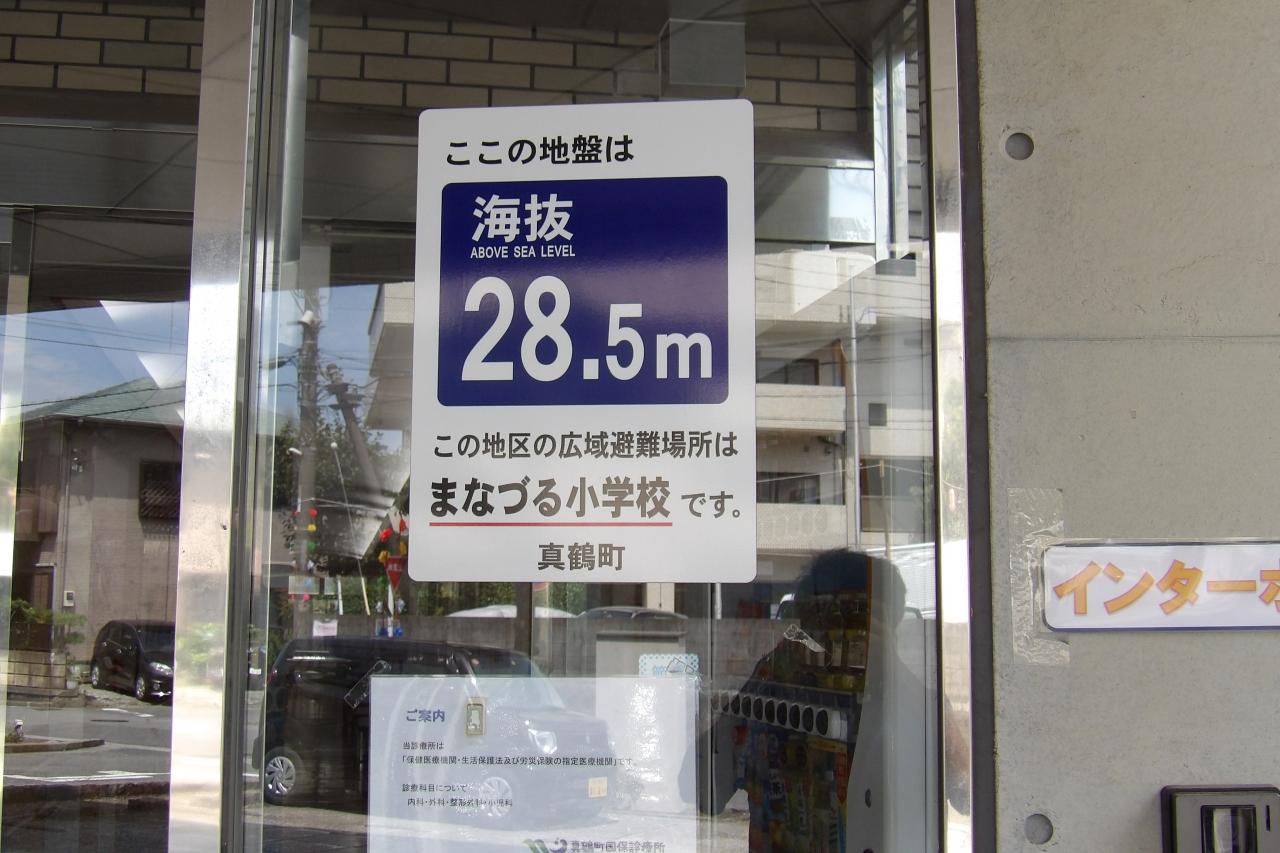 ここの地盤は
海抜
ABOVE SEA LEVEL
28.5m
この地区の広域避難場所は
まなづる小学校 です。
真鶴町
インターホ
ご案内
当診療所は
「保健医療機関・生活保護法及び労災保険の指定医療機関」です
診療科目について
内科・外科・整形外科・小児科
真鶴町国保診療所